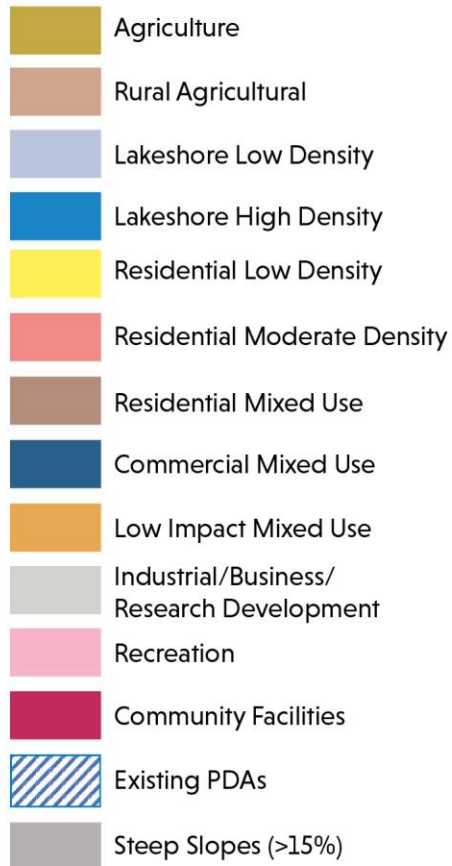 Agriculture
Rural Agricultural
Lakeshore Low Density
Lakeshore High Density
Residential Low Density
Residential Moderate Density
Residential Mixed Use
Commercial Mixed Use
Low Impact Mixed Use
Industrial/Business/
Research Development
Recreation
Community Facilities
Existing PDAs
Steep Slopes (>15%)